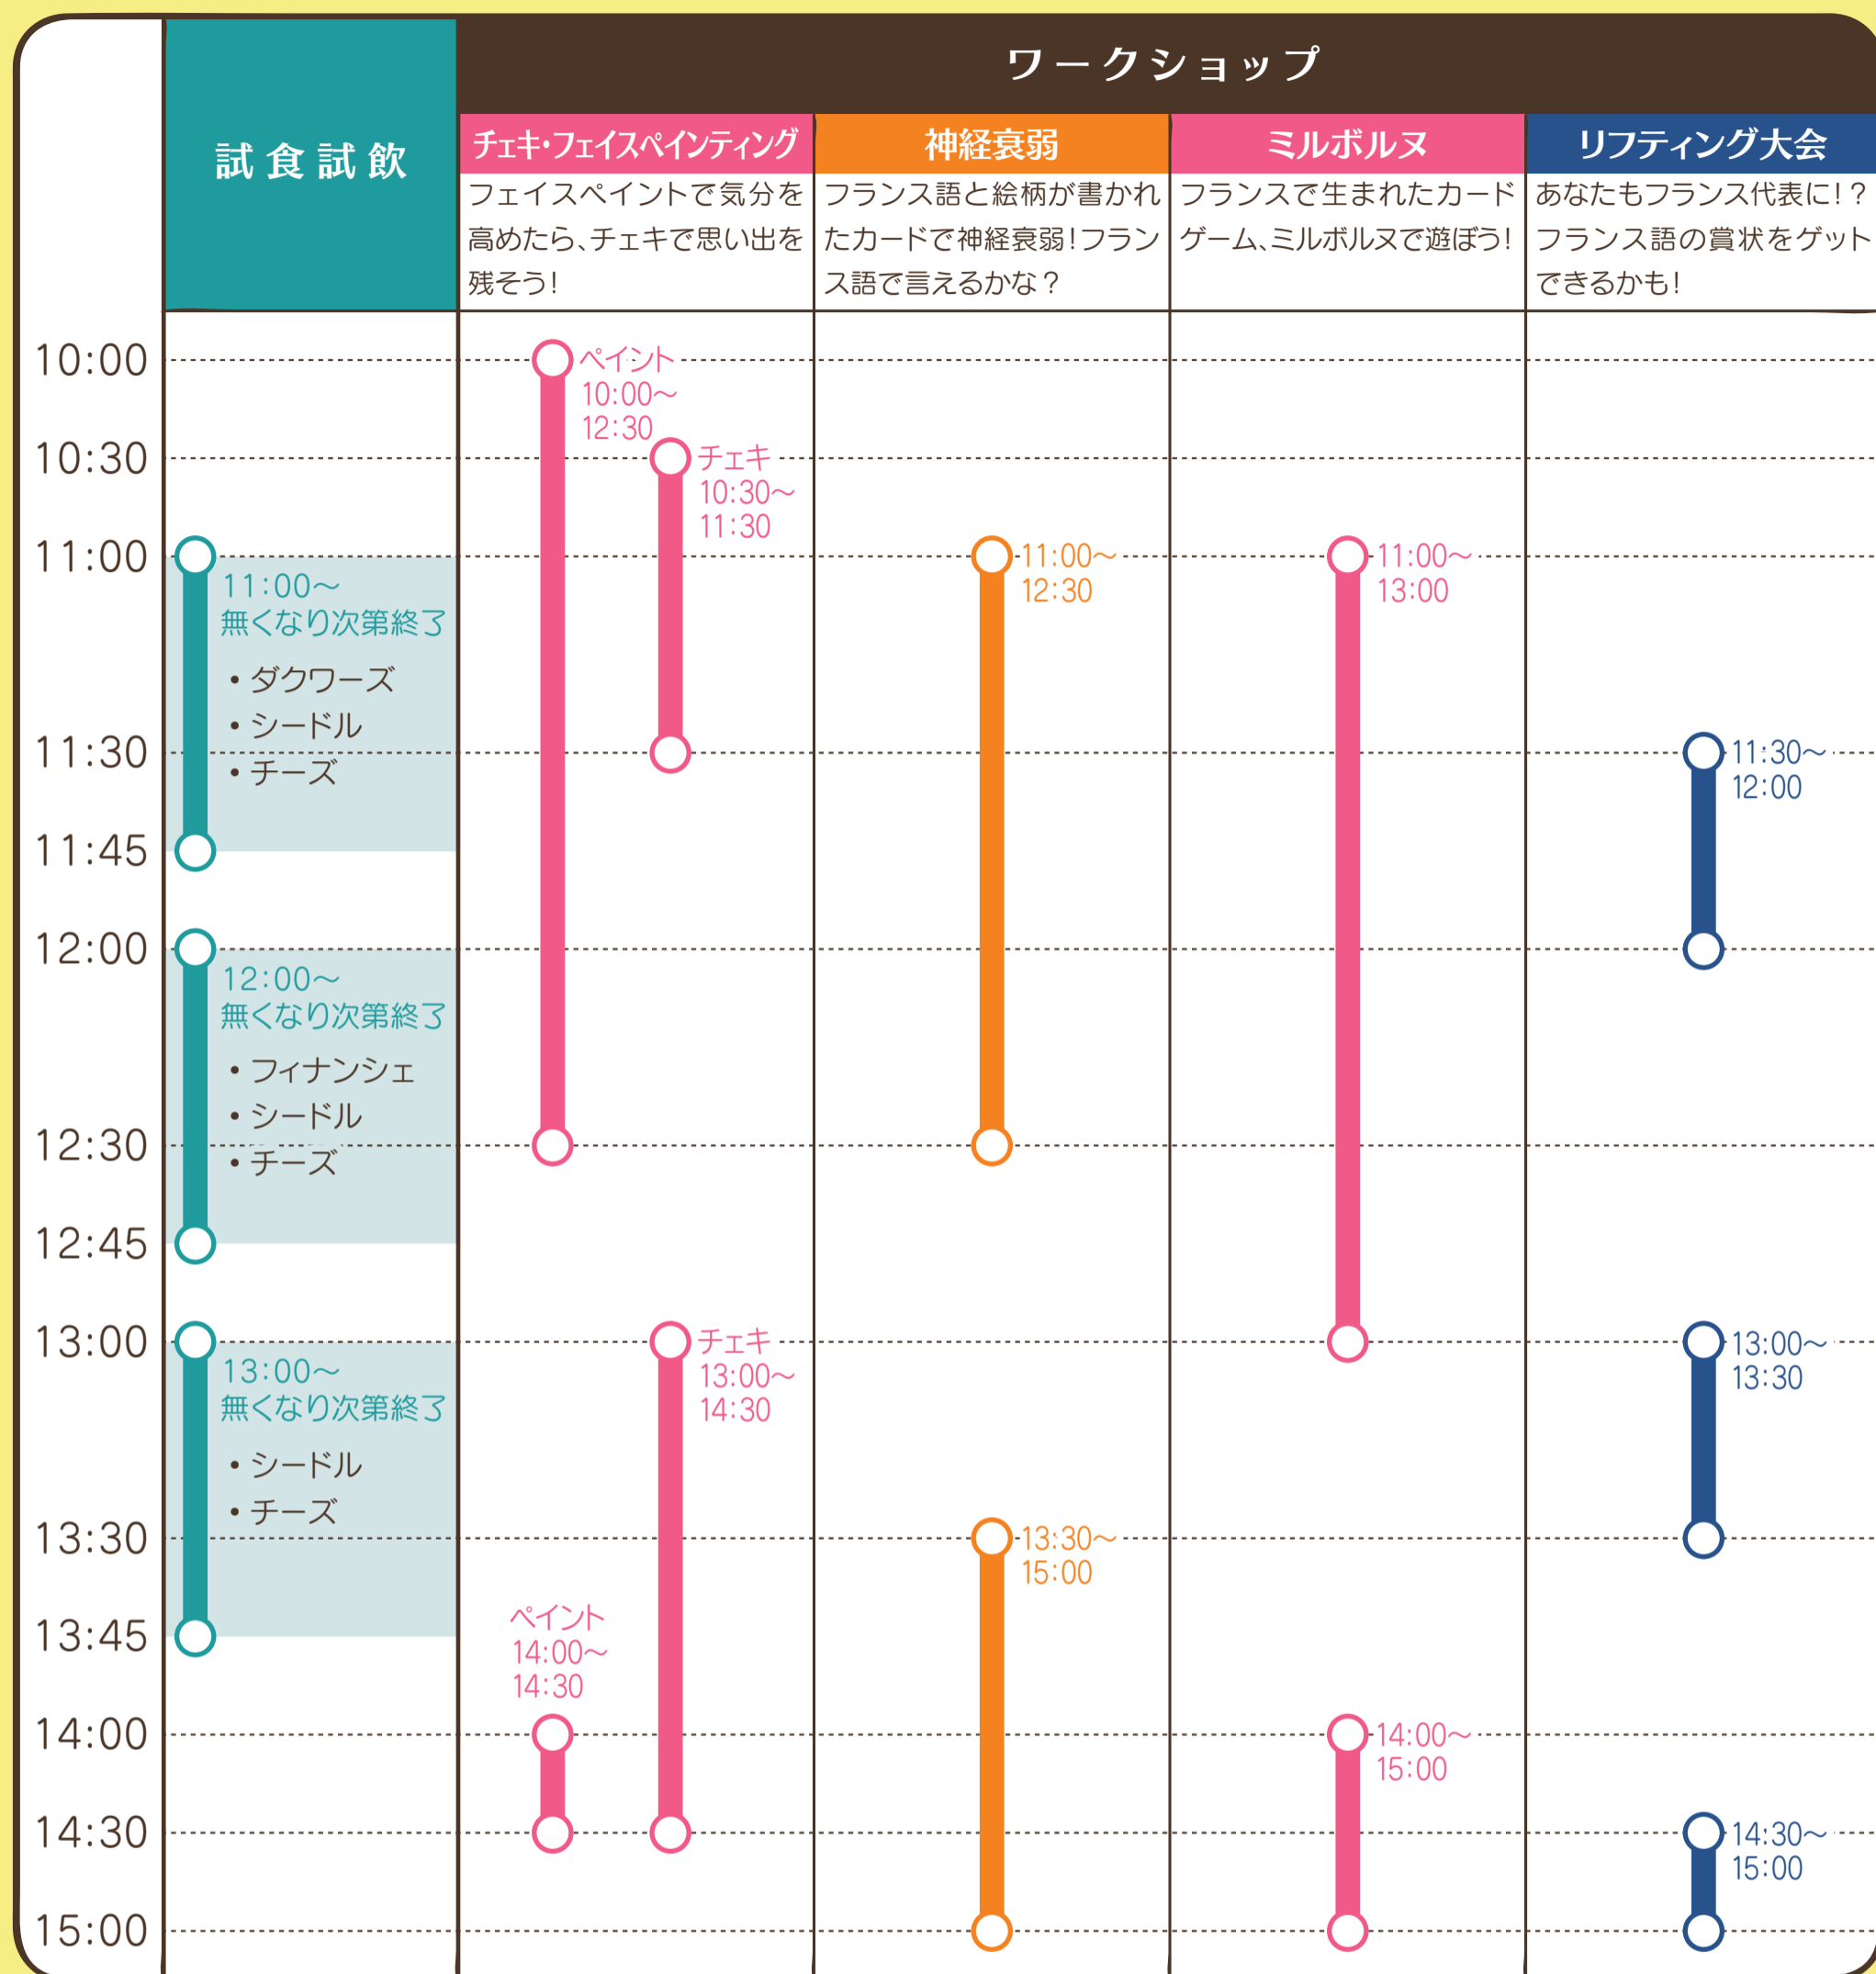 ワークショップ
試食試飲
チェキ・フェイスペインティング
神経衰弱
ミルボルヌ
リフティング大会
フェイスペイントで気分を
高めたら、チェキで思い出を
残そう！
フランス語と絵柄が書かれ
たカードで神経衰弱！フラン
ス語で言えるかな？
フランスで生まれたカード
ゲーム、ミルボルヌで遊ぼう！
あなたもフランス代表に！？
フランス語の賞状をゲット
できるかも！
10:00
ペイント
10:00〜
12:30
10:30
チェキ
10:30〜
11:30
11:00
11:00〜
無くなり次第終了
・ダクワーズ
・シードル
・チーズ
11:00〜
12:30
11:00〜
13:00
11:30
11:30〜
12:00
11:45
12:00
12:00〜
無くなり次第終了
・フィナンシェ
・シードル
・チーズ
12:30
12:45
13:00
13:00〜
無くなり次第終了
・シードル
・チーズ
チェキ
13:00〜
14:30
13:00〜
13:30
13:30
13:30〜
15:00
13:45
ペイント
14:00〜
14:30
14:00
14:00〜
15:00
14:30
14:30〜
15:00
15:00